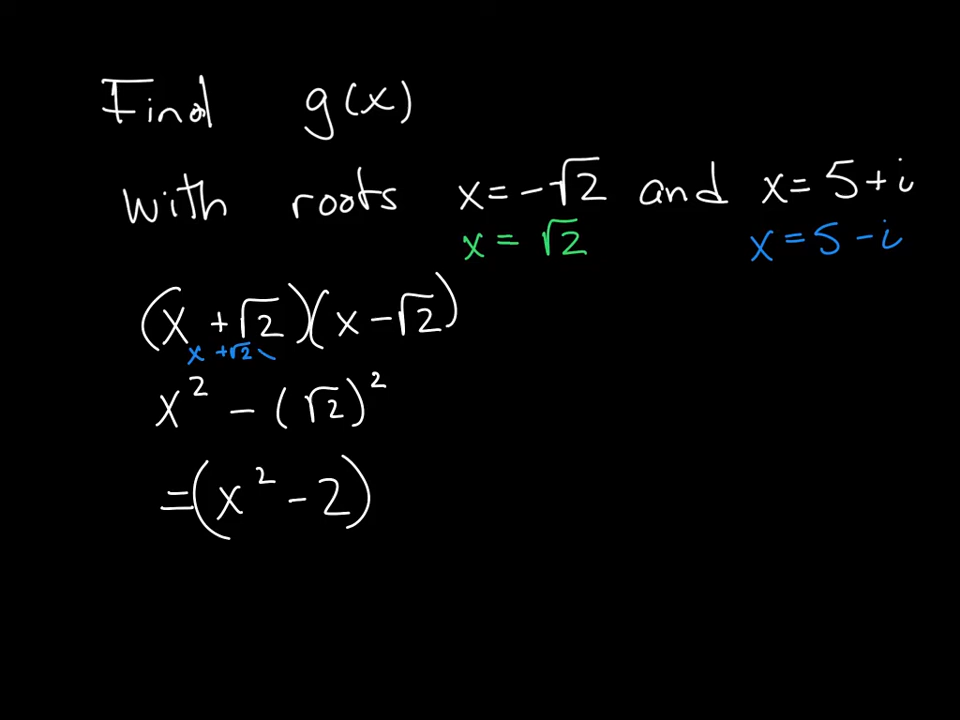 Find g(x)
with roots x = -√2 and x = 5 + i
x = √2 x = 5 - i
(x + √2)(x - √2)
x + √2
x² - (√2)²
= (x² - 2)